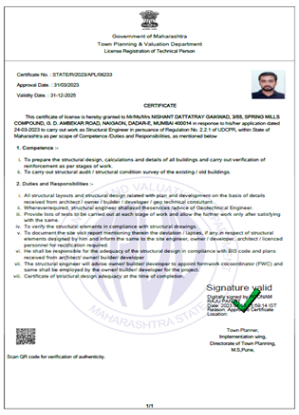 Government of Maharashtra
Town Planning & Valuation Department
License Registration of Technical Person
Certificate No. : STATE/R/2023/APL/06233
Approval Date : 31/03/2023
Validity Date : 31-12-2025
CERTIFICATE
This certificate of license is hereby granted to Mr/Ms/Mrs NISHANT DATTATRAY GAIKWAD, 3/55, SPRING MILLS
COMPOUND, G. D. AMBEKAR ROAD, NAIGAON, DADAR-E, MUMBAI 400014 in response to his/her application dated
24-03-2023 to carry out work as Structural Engineer in persuance of Regulation No. 2.2.1 of UDCPR, within State of
Maharashtra as per scope of Competence /Duties and Responsibilities, as mentioned below
1. Competence :-
i. To prepare the structural design, calculations and details of all buildings and carry out verification of
reinforcement as per stages of work.
ii. To carry out structural audit / structural condition survey of the existing / old buildings.
2. Duties and Responsibilities :-
i. All structural layouts and structural design related with plan and development on the basis of details
received from architect / owner / builder / developer / geo technical consultant.
ii. Wherever required, structural engineer shall seek the services /advice of Geotechnical Engineer.
iii. Provide lists of tests to be carried out at each stage of work and allow the further work only after satisfying
with the same.
iv. To verify the structural elements in compliance with structural drawings.
v. To document the site visit report mentioning therein the deviation / lapses, if any, in respect of structural
elements designed by him and inform the same to the site engineer, owner / developer, architect / licenced
personnel for rectification required.
vi. He shall be responsible for the adequacy of the structural design in compliance with BIS code and plans
received from architect/ owner/ builder/ developer.
vii. The structural engineer will advise owner/ builder/ developer to appoint formwork co-ordinator (FWC) and
same shall be employed by the owner/ builder/ developer for the project.
viii. Certificate of structural design adequacy at the time of completion.
Signature valid
Digitally signed by
Reason: Approved Certificate
Location:
Town Planner,
Implementation wing,
Directorate of Town Planning,
M.S,Pune.
Scan QR code for verification of authenticity.
1/1